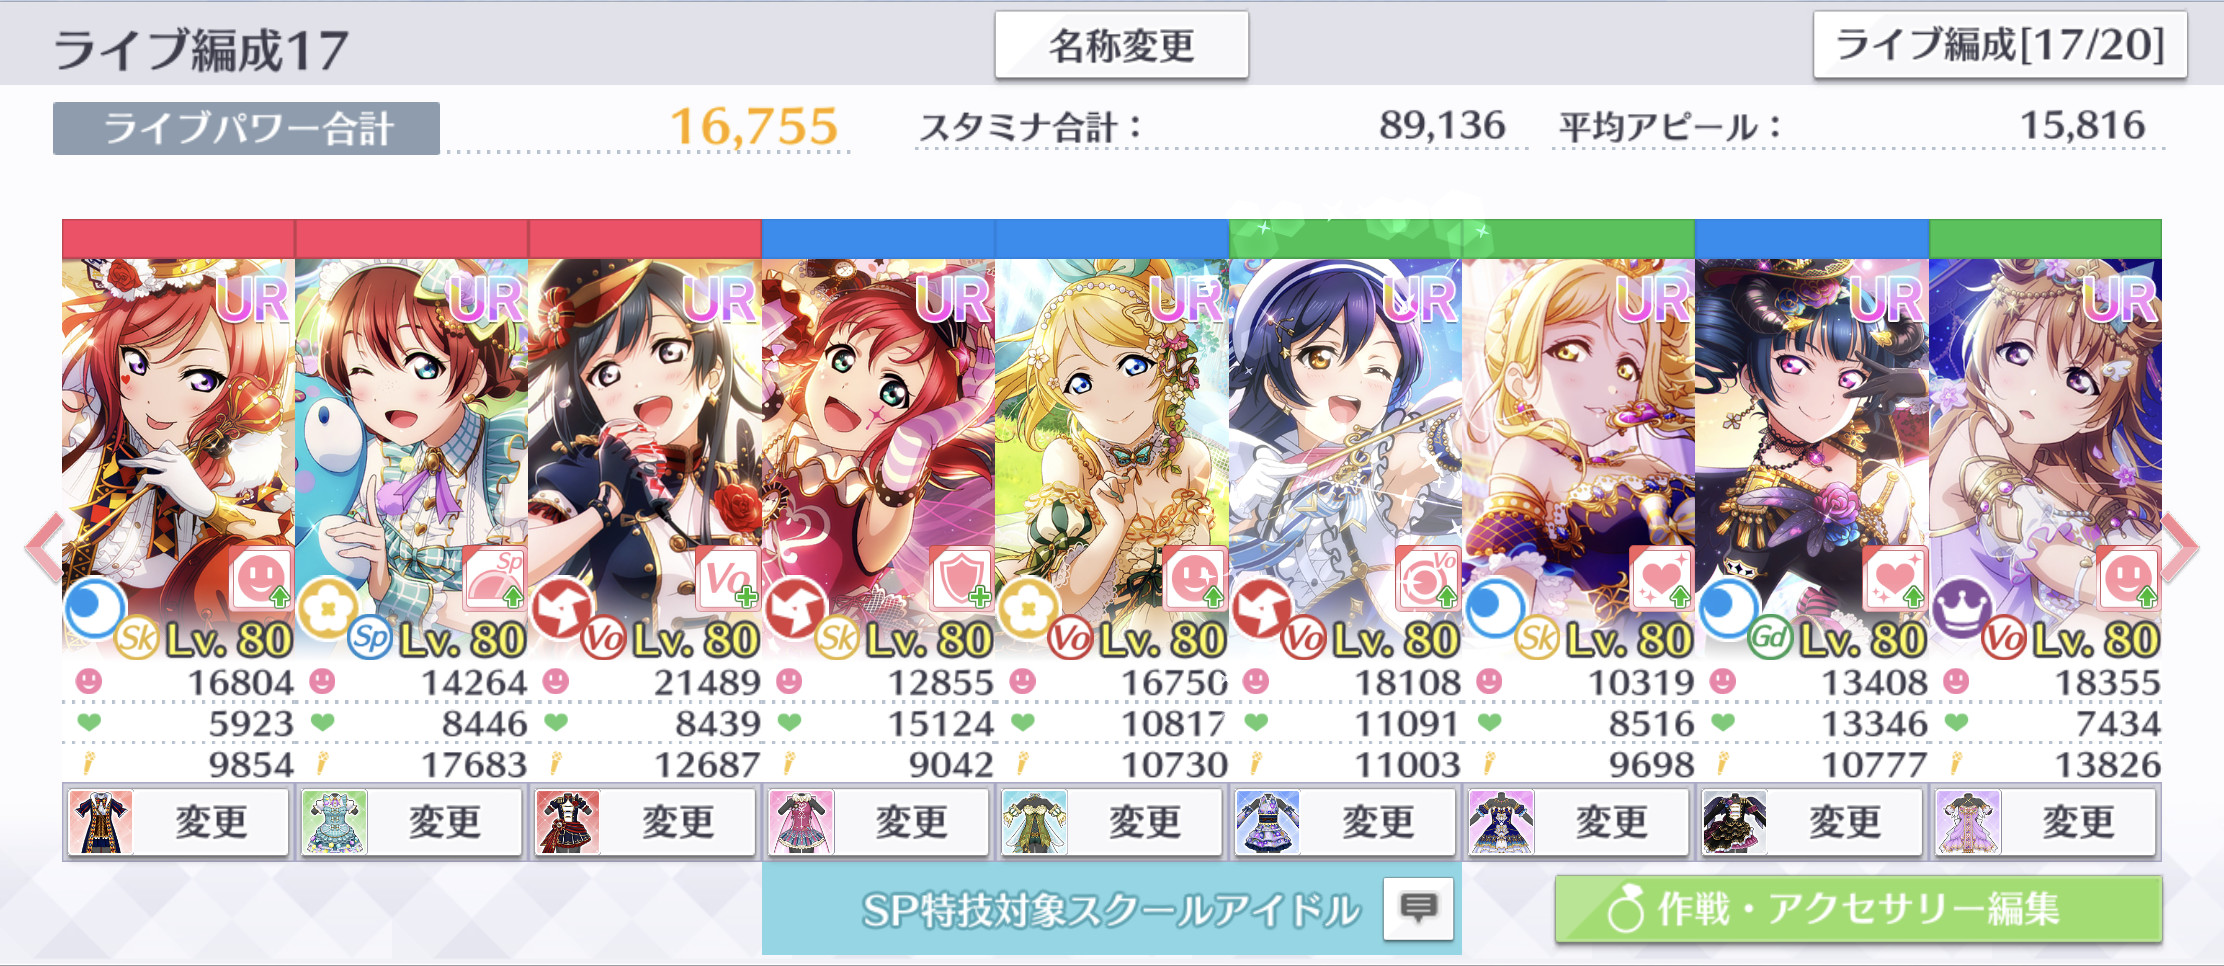 ライブ編成17 名称変更 ライブ編成[17/20]
ライブパワー合計 16,755 スタミナ合計： 89,136 平均アピール： 15,816
UR UR UR UR UR UR UR UR UR
Sp Vo Vo
Sk Lv. 80 Sp Lv. 80 Vo Lv. 80 Sk Lv. 80 Vo Lv. 80 Vo Lv. 80 Sk Lv. 80 Gd Lv. 80 Vo Lv. 80
16804 14264 21489 12855 16750 18108 10319 13408 18355
5923 8446 8439 15124 10817 11091 8516 13346 7434
9854 17683 12687 9042 10730 11003 9698 10777 13826
変更 変更 変更 変更 変更 変更 変更 変更 変更
SP特技対象スクールアイドル 作戦・アクセサリー編集